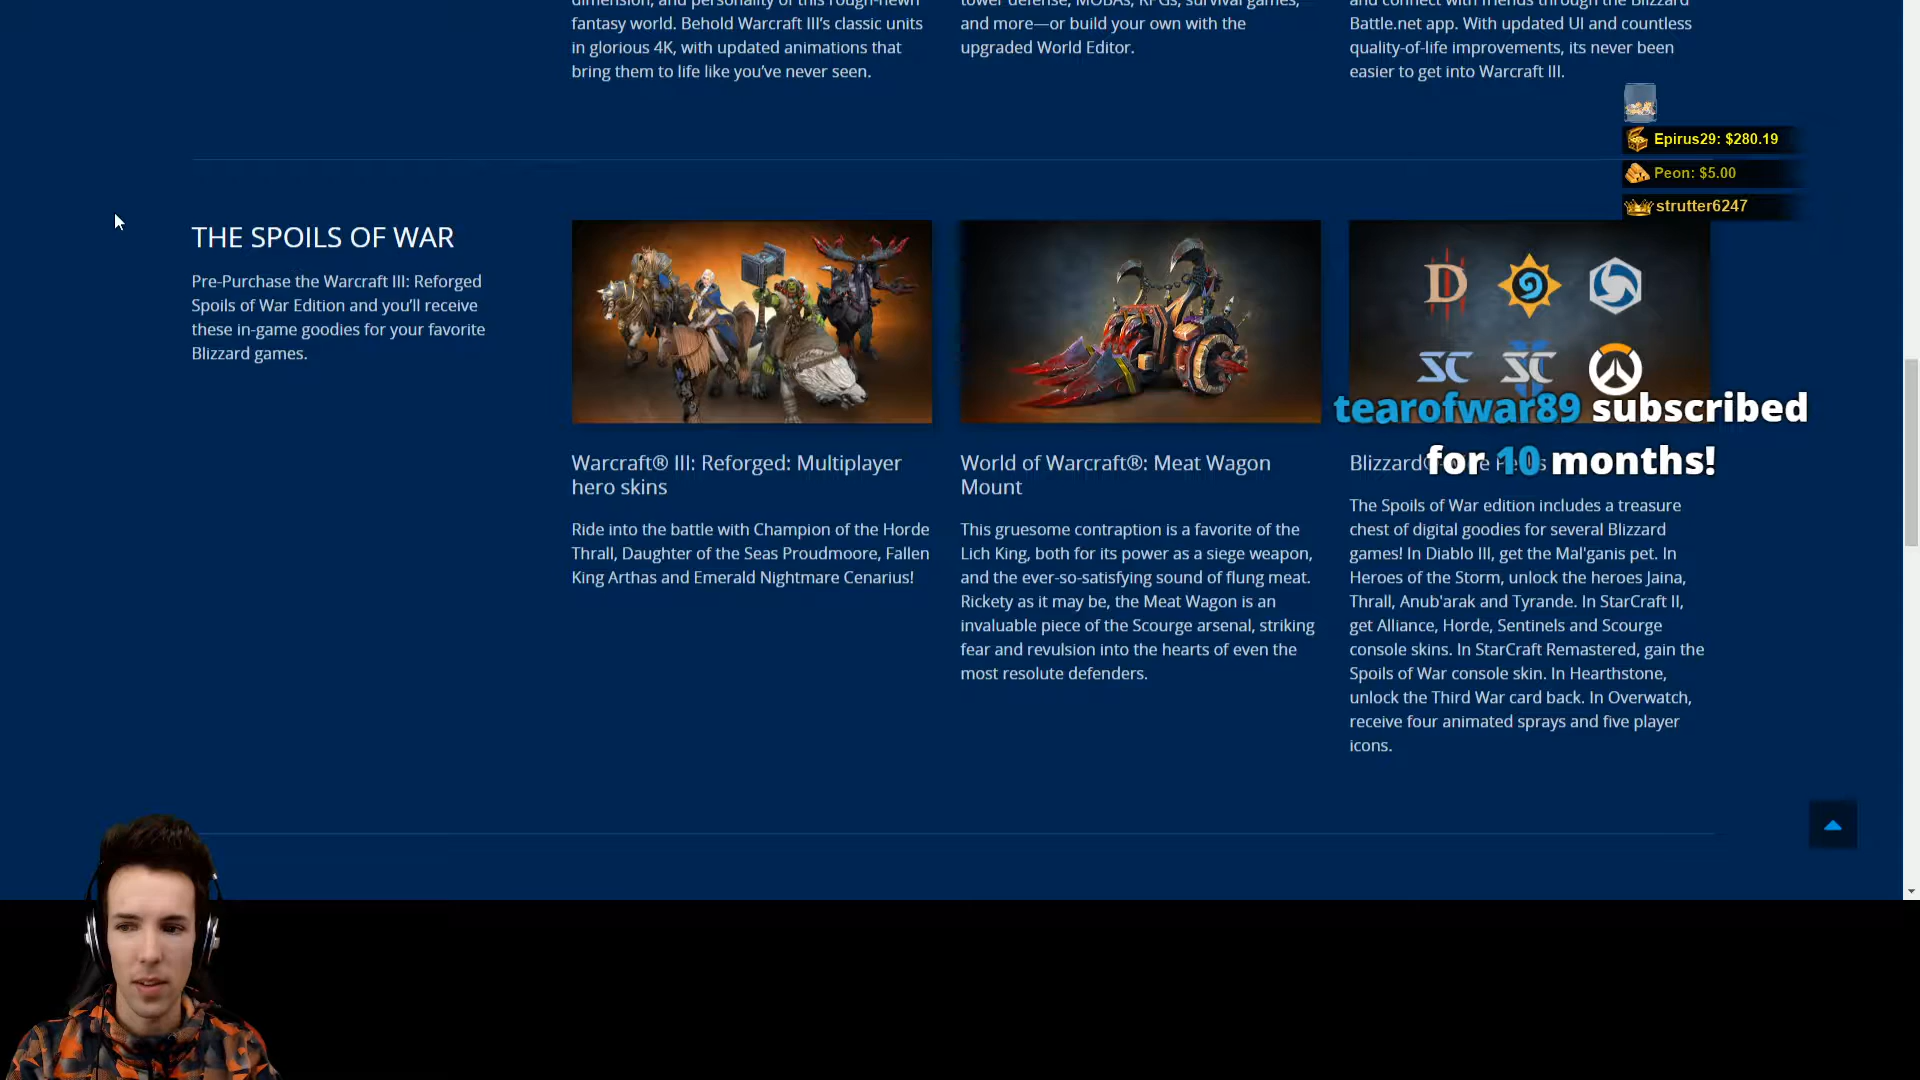 dimension, and personality of this rough-hewn
fantasy world. Behold Warcraft III’s classic units
in glorious 4K, with updated animations that
bring them to life like you’ve never seen.
tower defense, MOBAs, RPGs, survival games,
and more—or build your own with the
upgraded World Editor.
and connect with friends through the Blizzard
Battle.net app. With updated UI and countless
quality-of-life improvements, its never been
easier to get into Warcraft III.
Epirus29: $280.19
Peon: $5.00
strutter6247
THE SPOILS OF WAR
Pre-Purchase the Warcraft III: Reforged
Spoils of War Edition and you’ll receive
these in-game goodies for your favorite
Blizzard games.
D
SC
SC
tearofwar89 subscribed
for 10 months!
Warcraft® III: Reforged: Multiplayer
hero skins
Ride into the battle with Champion of the Horde
Thrall, Daughter of the Seas Proudmoore, Fallen
King Arthas and Emerald Nightmare Cenarius!
World of Warcraft®: Meat Wagon
Mount
This gruesome contraption is a favorite of the
Lich King, both for its power as a siege weapon,
and the ever-so-satisfying sound of flung meat.
Rickety as it may be, the Meat Wagon is an
invaluable piece of the Scourge arsenal, striking
fear and revulsion into the hearts of even the
most resolute defenders.
The Spoils of War edition includes a treasure
chest of digital goodies for several Blizzard
games! In Diablo III, get the Mal'ganis pet. In
Heroes of the Storm, unlock the heroes Jaina,
Thrall, Anub'arak and Tyrande. In StarCraft II,
get Alliance, Horde, Sentinels and Scourge
console skins. In StarCraft Remastered, gain the
Spoils of War console skin. In Hearthstone,
unlock the Third War card back. In Overwatch,
receive four animated sprays and five player
icons.